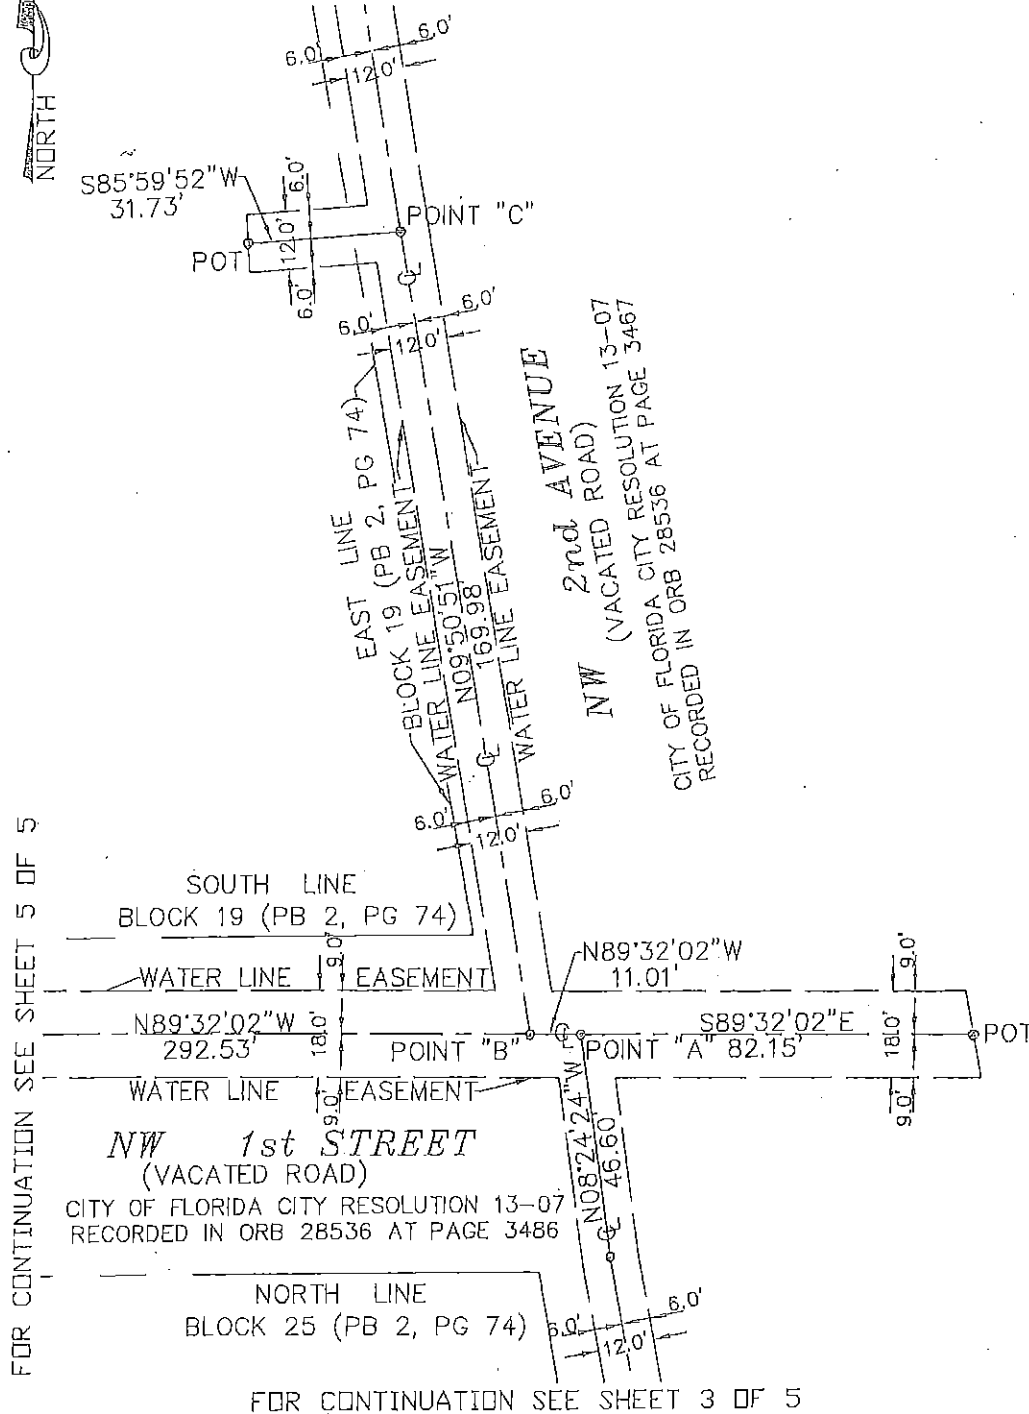 NORTH
6.0'
6.0'
12.0'
S85°59'52"W
31.73'
6.0'
12.0'
6.0'
POT
POINT "C"
C L
6.0'
6.0'
12.0'
EAST LINE
BLOCK 19 (PB 2, PG 74)
WATER LINE EASEMENT
N09°50'51"W
169.98'
WATER LINE EASEMENT
NW 2nd AVENUE
(VACATED ROAD)
CITY OF FLORIDA CITY RESOLUTION 13-07
RECORDED IN ORB 28536 AT PAGE 3467
C L
6.0'
6.0'
12.0'
FOR CONTINUATION SEE SHEET 5 OF 5
SOUTH LINE
BLOCK 19 (PB 2, PG 74)
9.0'
WATER LINE EASEMENT
N89°32'02"W
11.01'
9.0'
N89°32'02"W
292.53'
18.0'
POINT "B"
C L
POINT "A"
S89°32'02"E
82.15'
18.0'
POT
WATER LINE EASEMENT
9.0'
9.0'
N08°24'24"W
46.60'
NW 1st STREET
(VACATED ROAD)
CITY OF FLORIDA CITY RESOLUTION 13-07
RECORDED IN ORB 28536 AT PAGE 3486
C L
NORTH LINE
BLOCK 25 (PB 2, PG 74)
6.0'
6.0'
12.0'
FOR CONTINUATION SEE SHEET 3 OF 5